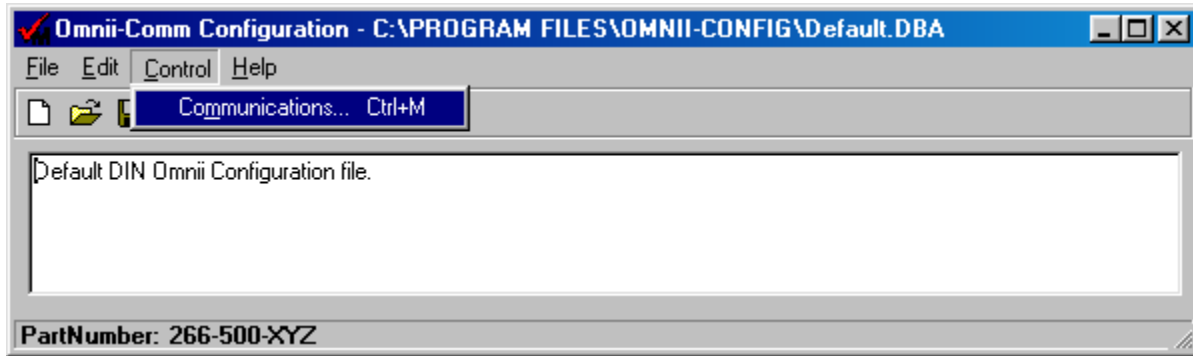 Omnii-Comm Configuration - C:\PROGRAM FILES\OMNII-CONFIG\Default.DBA
File Edit Control Help
Communications... Ctrl+M
Default DIN Omnii Configuration file.
PartNumber: 266-500-XYZ